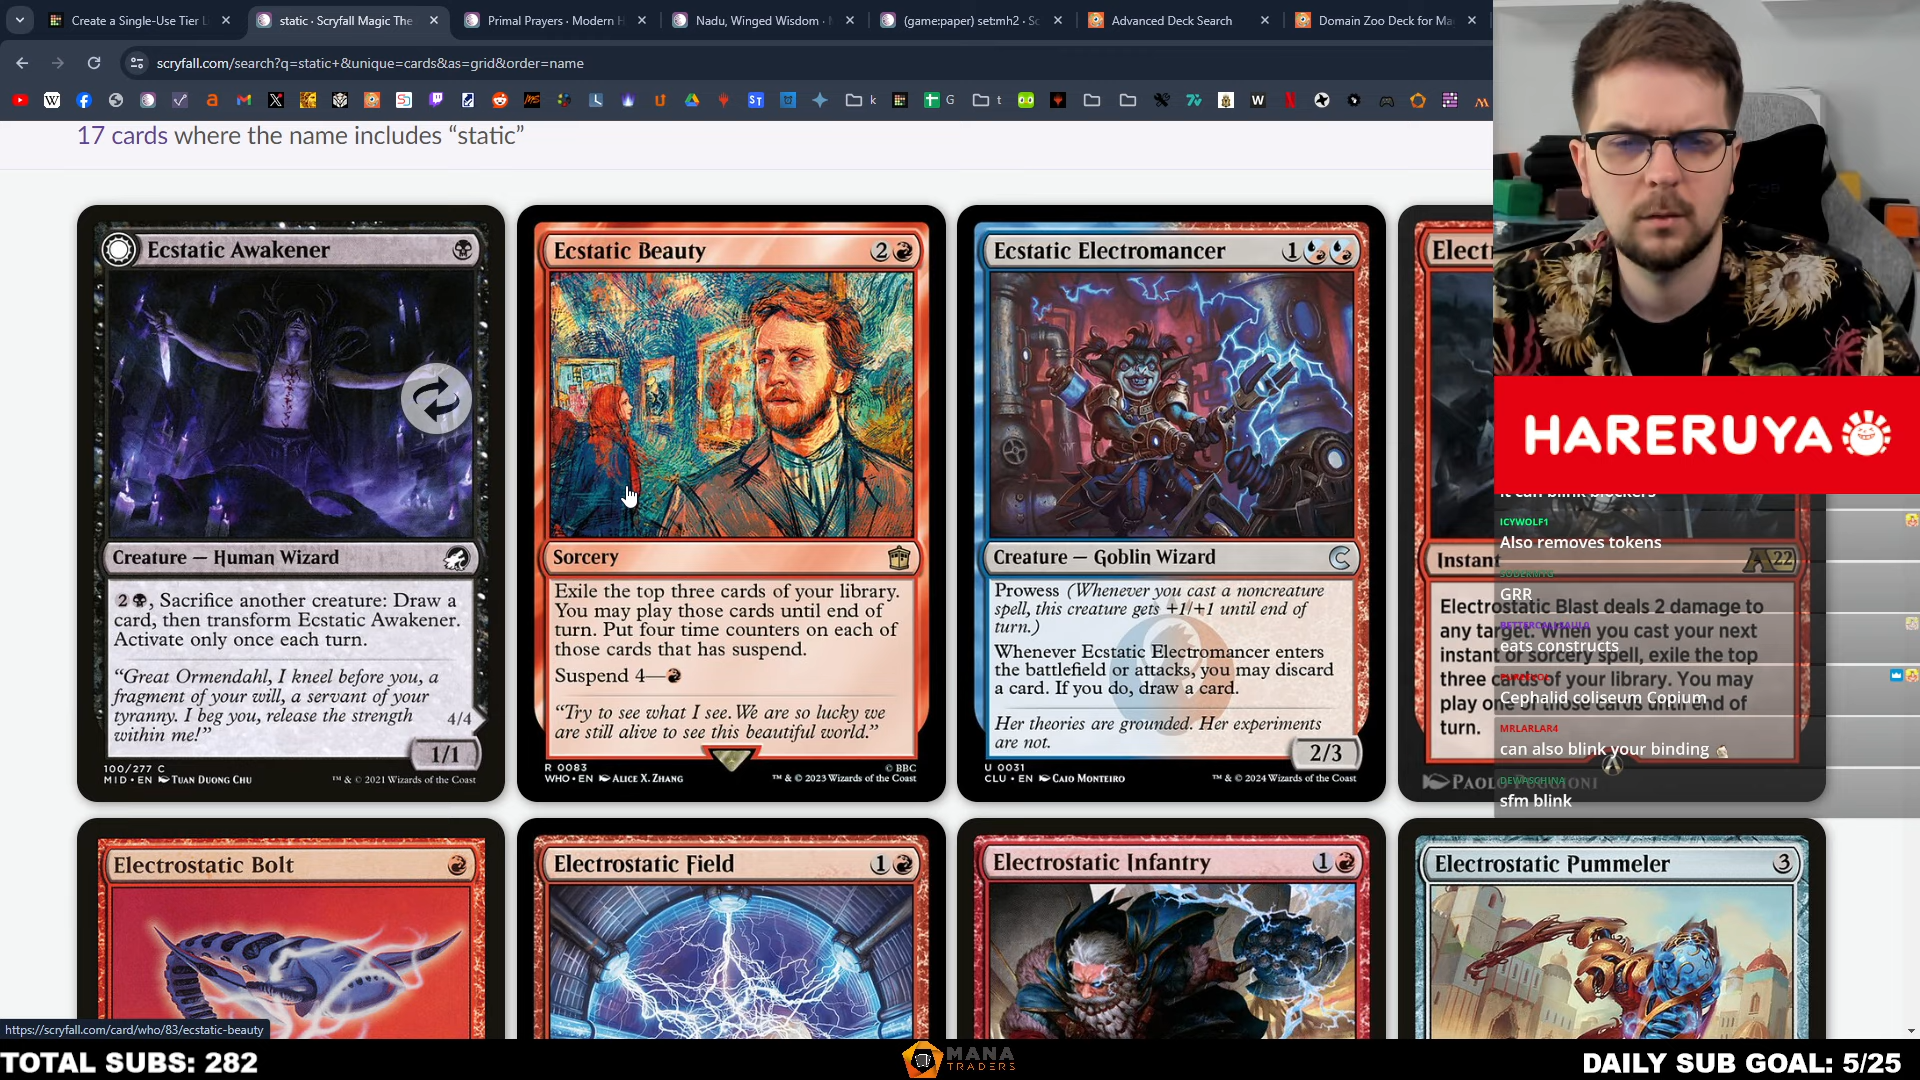 Create a Single-Use Tier L
static · Scryfall Magic The
Primal Prayers · Modern H
Nadu, Winged Wisdom ·
(game:paper) set:mh2 · Sc
Advanced Deck Search
Domain Zoo Deck for Ma
scryfall.com/search?q=static+&unique=cards&as=grid&order=name
k
G
t
17 cards where the name includes “static”
Ecstatic Awakener
Creature — Human Wizard
2, Sacrifice another creature: Draw a
card, then transform Ecstatic Awakener.
Activate only once each turn.
“Great Ormendahl, I kneel before you, a
fragment of your will, a servant of your
tyranny. I beg you, release the strength
within me!”
4/4
1/1
100/277 C
MID • EN TUAN DUONG CHU
™ & © 2021 Wizards of the Coast
Ecstatic Beauty 2
Sorcery
Exile the top three cards of your library.
You may play those cards until end of
turn. Put four time counters on each of
those cards that has suspend.
Suspend 4—
“Try to see what I see. We are so lucky we
are still alive to see this beautiful world.”
R 0083
WHO • EN ALICE X. ZHANG
© BBC
™ & © 2023 Wizards of the Coast
Ecstatic Electromancer 1
Creature — Goblin Wizard
Prowess (Whenever you cast a noncreature
spell, this creature gets +1/+1 until end of
turn.)
Whenever Ecstatic Electromancer enters
the battlefield or attacks, you may discard
a card. If you do, draw a card.
Her theories are grounded. Her experiments
are not.
2/3
U 0031
CLU • EN CAIO MONTEIRO
™ & © 2024 Wizards of the Coast
Electr
Instant
A22
Electrostatic Blast deals 2 damage to
any target. When you cast your next
instant or sorcery spell, exile the top
three cards of your library. You may
play one of those cards until end of
turn.
HARERUYA
it can blink blockers
ICYWOLF1
Also removes tokens
GRR
eats constructs
Cephalid coliseum Copium
MRLARLAR4
can also blink your binding
DEWASCHINA
sfm blink
Electrostatic Bolt
Electrostatic Field 1
Electrostatic Infantry 1
Electrostatic Pummeler 3
https://scryfall.com/card/who/83/ecstatic-beauty
TOTAL SUBS: 282
MANA
TRADERS
DAILY SUB GOAL: 5/25